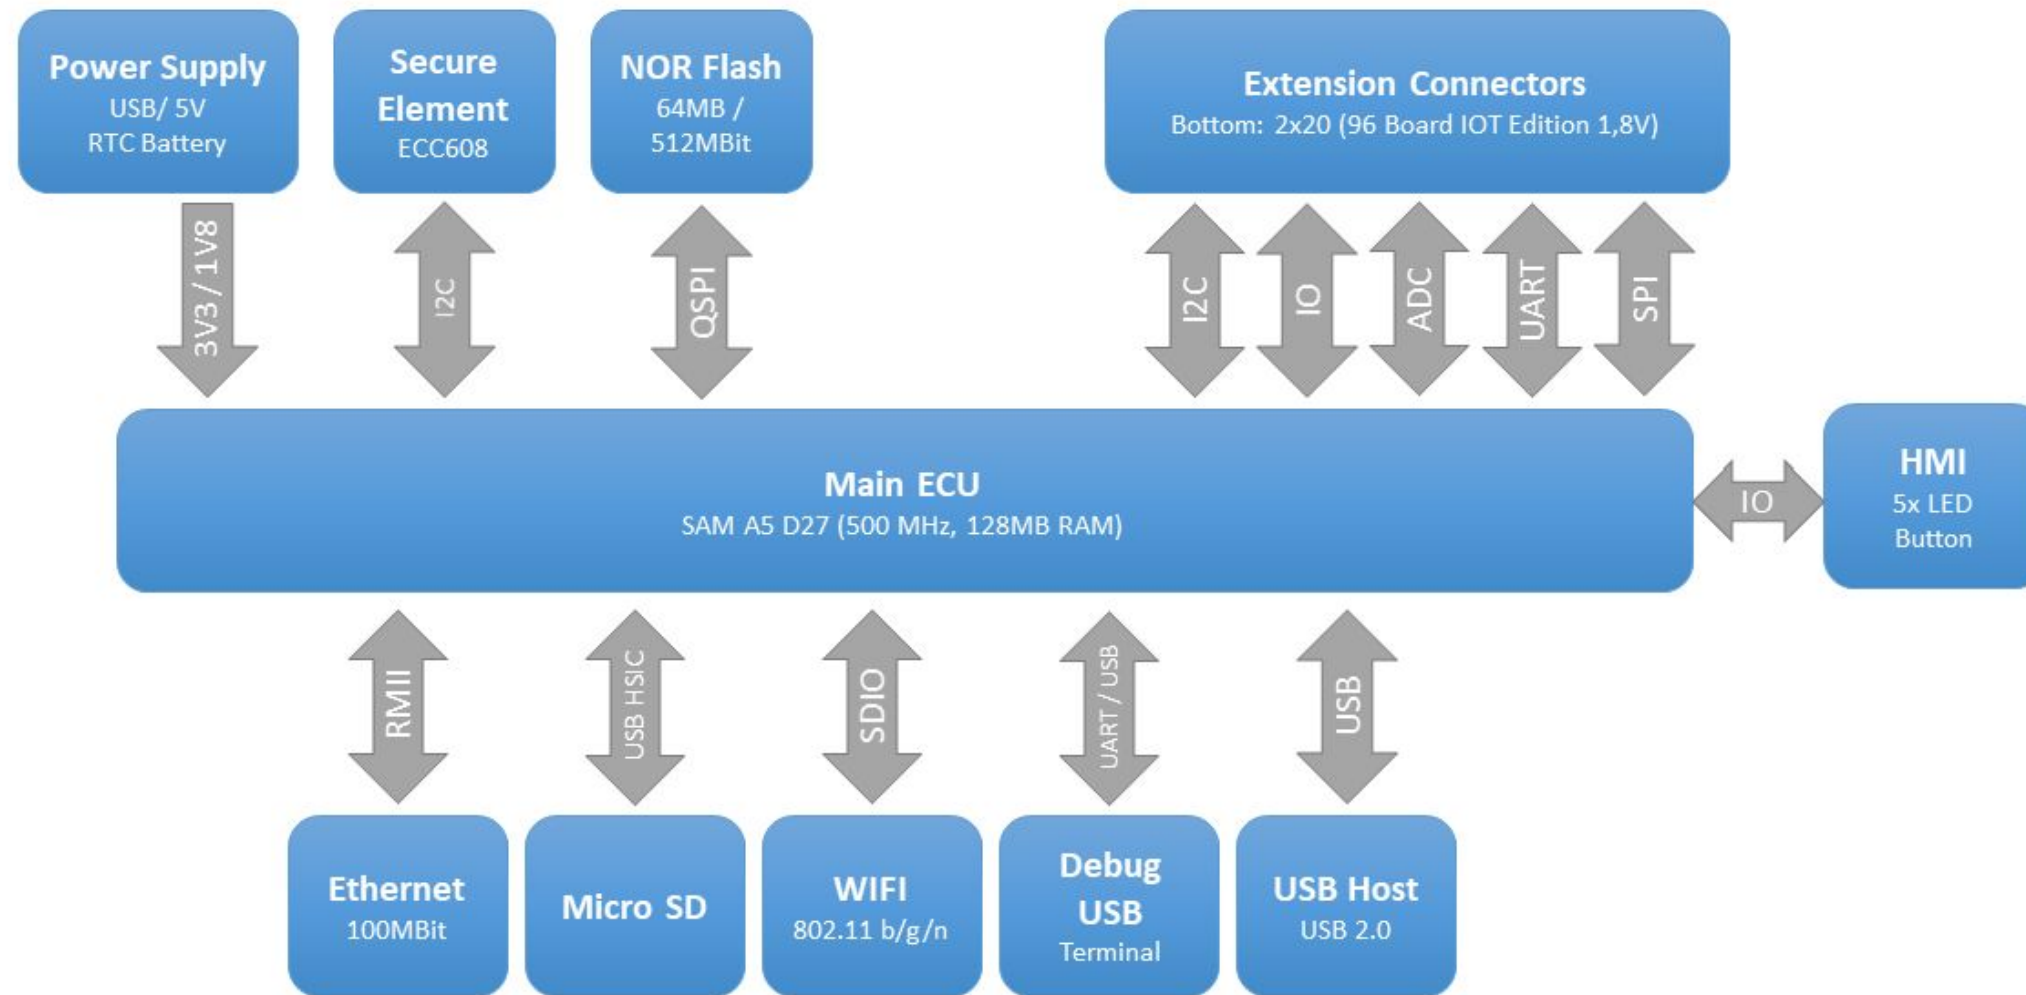 Power Supply
USB/ 5V
RTC Battery
Secure
Element
ECC608
NOR Flash
64MB /
512MBit
Extension Connectors
Bottom: 2x20 (96 Board IOT Edition 1,8V)
3V3 / 1V8
I2C
QSPI
I2C
IO
ADC
UART
SPI
Main ECU
SAM A5 D27 (500 MHz, 128MB RAM)
IO
HMI
5x LED
Button
RMII
USB HSIC
SDIO
UART / USB
USB
Ethernet
100MBit
Micro SD
WIFI
802.11 b/g/n
Debug
USB
Terminal
USB Host
USB 2.0